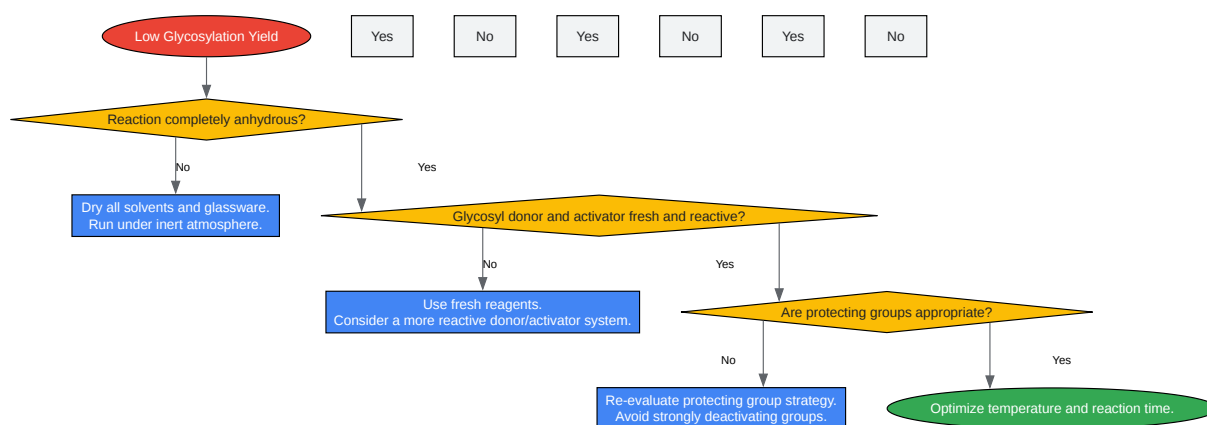 Low Glycosylation Yield
Yes
No
Yes
No
Yes
No
Reaction completely anhydrous?
No
Yes
Dry all solvents and glassware.
Run under inert atmosphere.
Glycosyl donor and activator fresh and reactive?
No
Yes
Use fresh reagents.
Consider a more reactive donor/activator system.
Are protecting groups appropriate?
No
Yes
Re-evaluate protecting group strategy.
Avoid strongly deactivating groups.
Optimize temperature and reaction time.